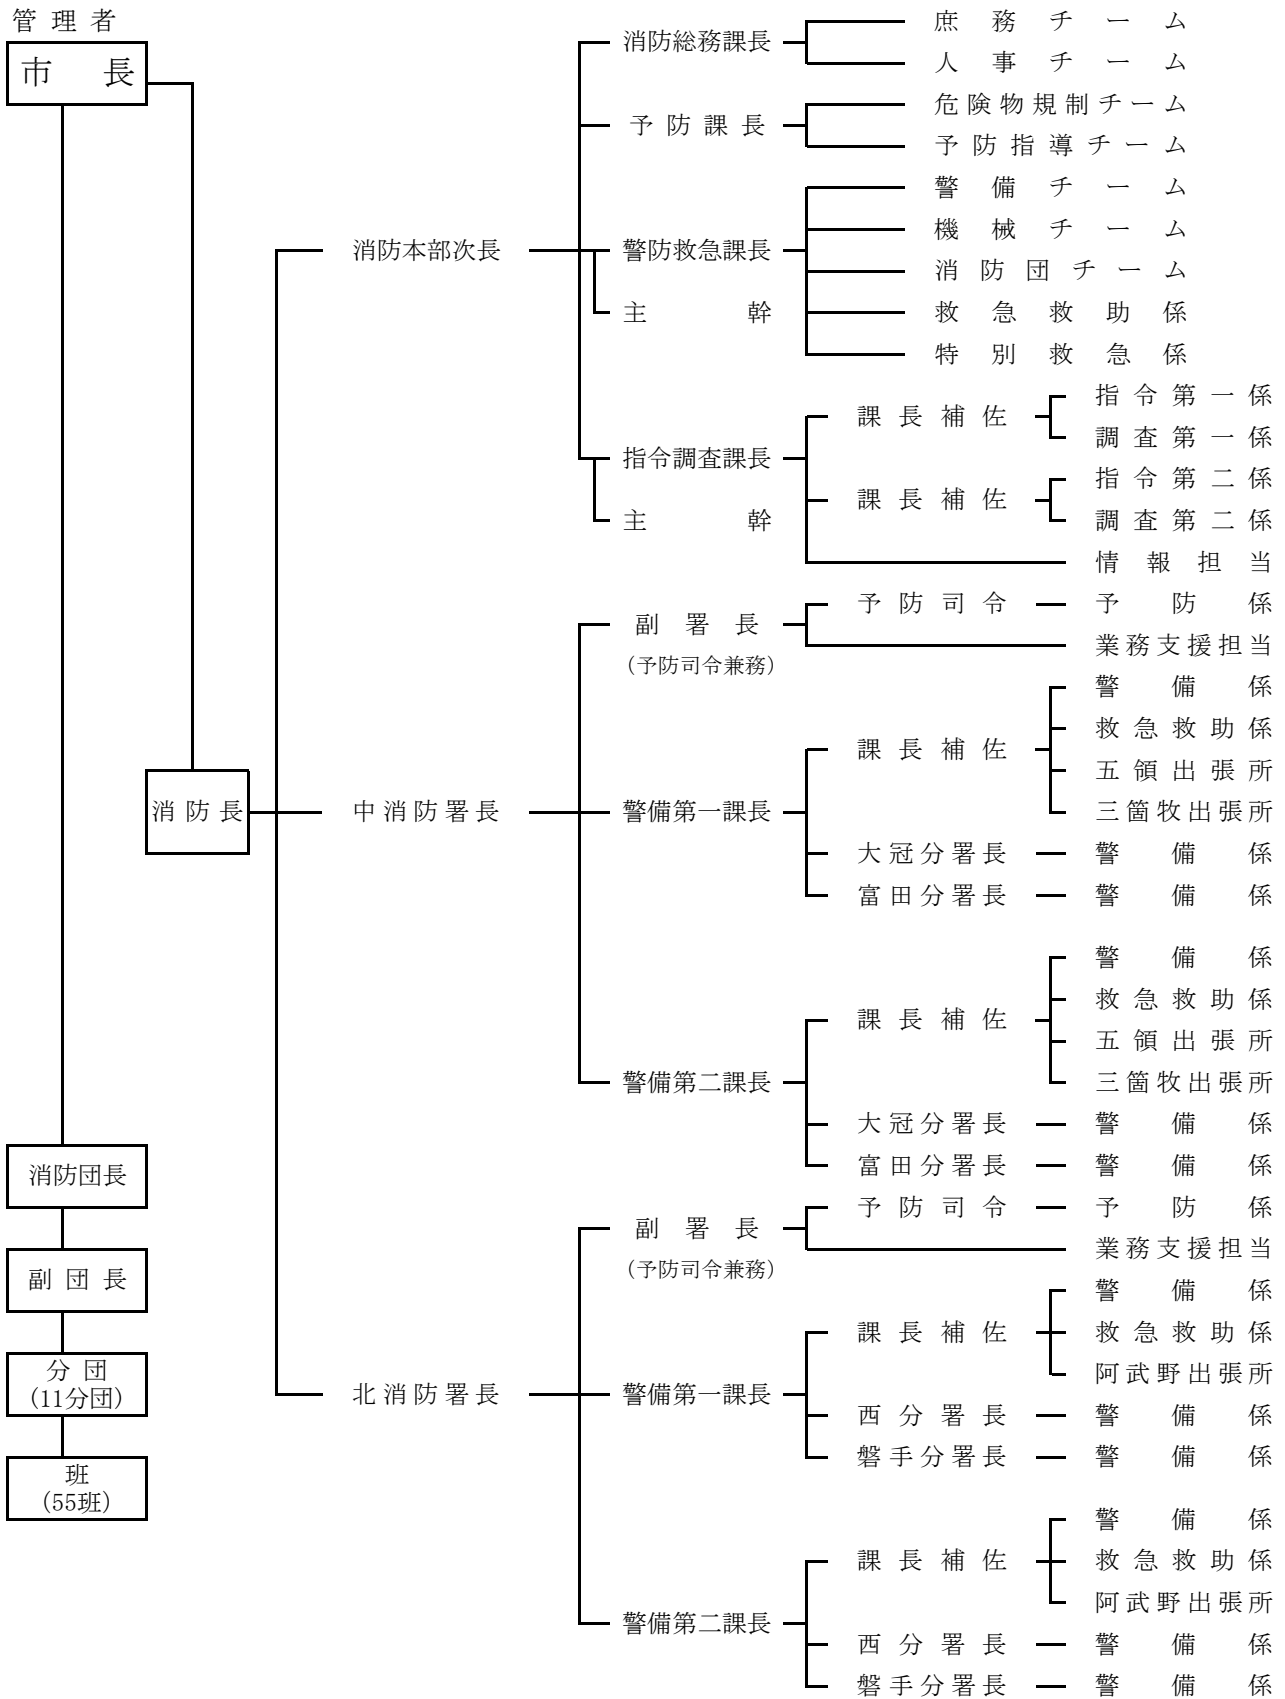 管理者
市長
消防総務課長
庶務チーム
人事チーム
予防課長
危険物規制チーム
予防指導チーム
消防本部次長
警防救急課長
主幹
警備チーム
機械チーム
消防団チーム
救急救助係
特別救急係
指令調査課長
主幹
課長補佐
指令第一係
調査第一係
課長補佐
指令第二係
調査第二係
情報担当
消防長
中消防署長
副署長
(予防司令兼務)
予防司令
予防係
業務支援担当
警備第一課長
課長補佐
警備係
救急救助係
五領出張所
三箇牧出張所
大冠分署長
警備係
富田分署長
警備係
警備第二課長
課長補佐
警備係
救急救助係
五領出張所
三箇牧出張所
大冠分署長
警備係
富田分署長
警備係
北消防署長
副署長
(予防司令兼務)
予防司令
予防係
業務支援担当
警備第一課長
課長補佐
警備係
救急救助係
阿武野出張所
西分署長
警備係
磐手分署長
警備係
警備第二課長
課長補佐
警備係
救急救助係
阿武野出張所
西分署長
警備係
磐手分署長
警備係
消防団長
副団長
分団
(11分団)
班
(55班)